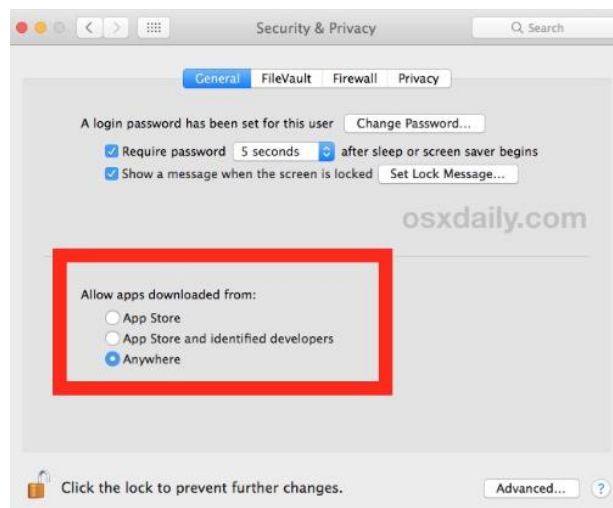 Security & Privacy
Search
General FileVault Firewall Privacy
A login password has been set for this user Change Password...
Require password 5 seconds after sleep or screen saver begins
Show a message when the screen is locked Set Lock Message...
osxdaily.com
Allow apps downloaded from:
App Store
App Store and identified developers
Anywhere
Click the lock to prevent further changes.
Advanced... ?